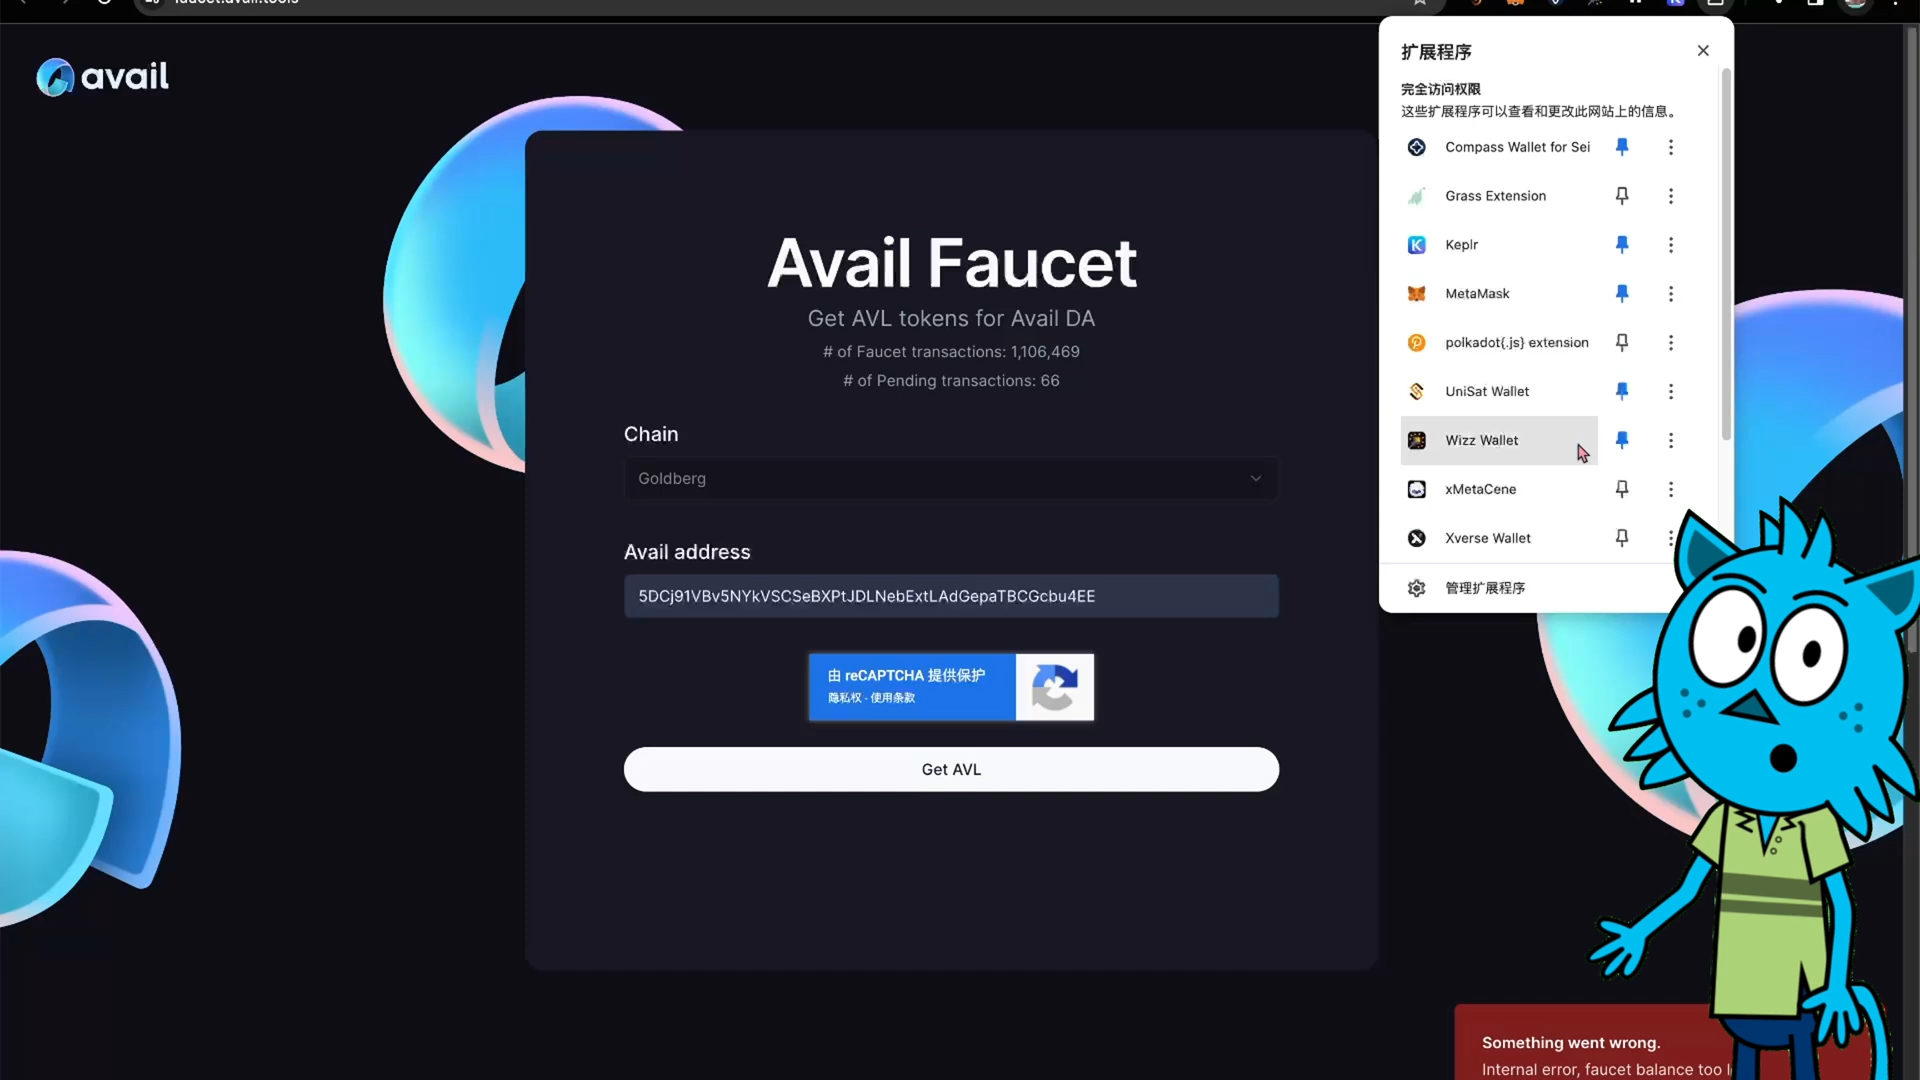 avail
Avail Faucet
Get AVL tokens for Avail DA
# of Faucet transactions: 1,106,469
# of Pending transactions: 66
Chain
Goldberg
Avail address
5DCj91VBv5NYkVSCSeBXPtJDLNebExtLAdGepaTBCGcbu4EE
由 reCAPTCHA 提供保护
隐私权 · 使用条款
Get AVL
扩展程序
完全访问权限
这些扩展程序可以查看和更改此网站上的信息。
Compass Wallet for Sei
Grass Extension
Keplr
MetaMask
polkadot{.js} extension
UniSat Wallet
Wizz Wallet
xMetaCene
Xverse Wallet
管理扩展程序
Something went wrong.
Internal error, faucet balance too